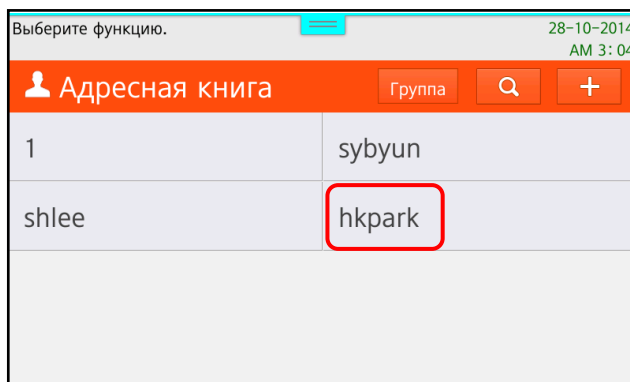 Выберите функцию.
28-10-2014
AM 3:04
Адресная книга
Группа
1
sybyun
shlee
hkpark